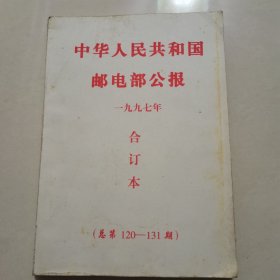 中华人民共和国
邮电部公报
一九九七年
合
订
本
（总第120—131期）